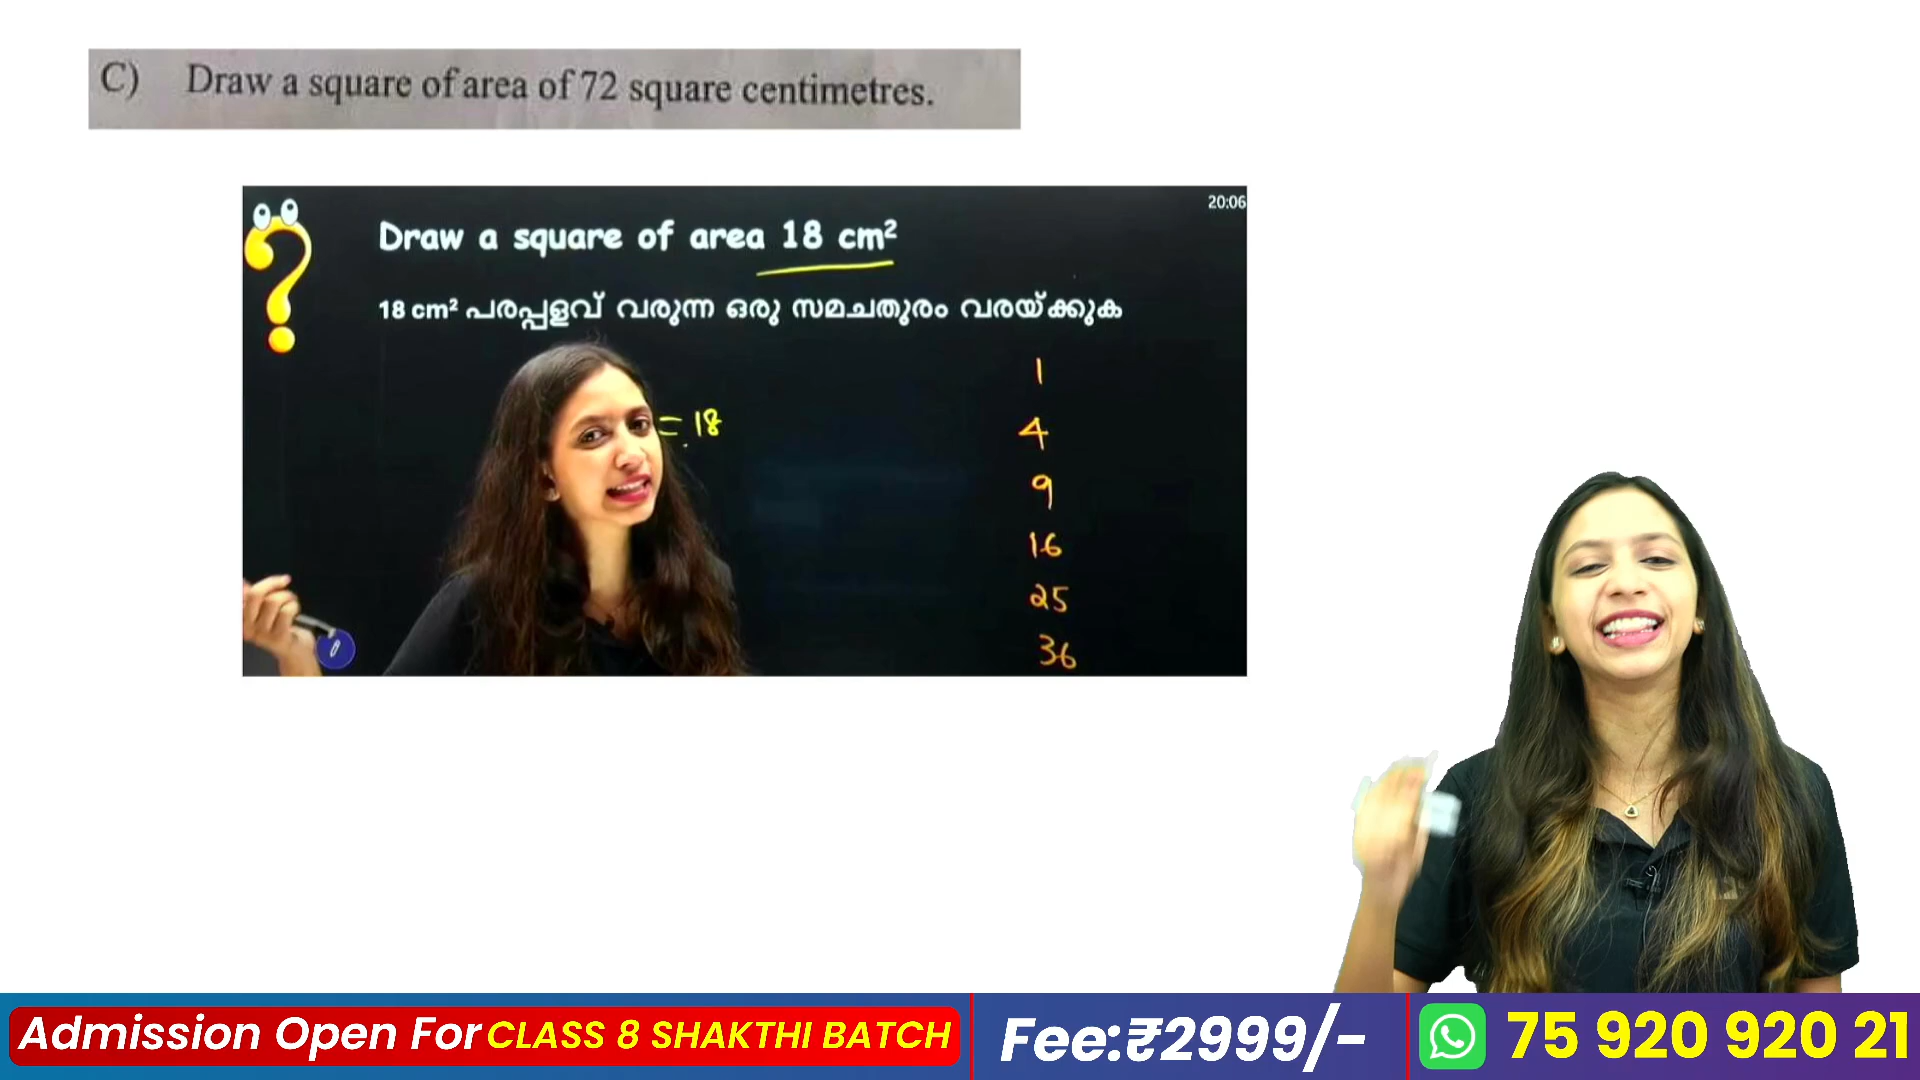 C) Draw a square of area of 72 square centimetres.
20:06
Draw a square of area 18 cm²
18 cm² പരപ്പളവ് വരുന്ന ഒരു സമചതുരം വരയ്ക്കുക
= 18
1
4
9
16
25
36
Admission Open For CLASS 8 SHAKTHI BATCH
Fee:₹2999/-
75 920 920 21